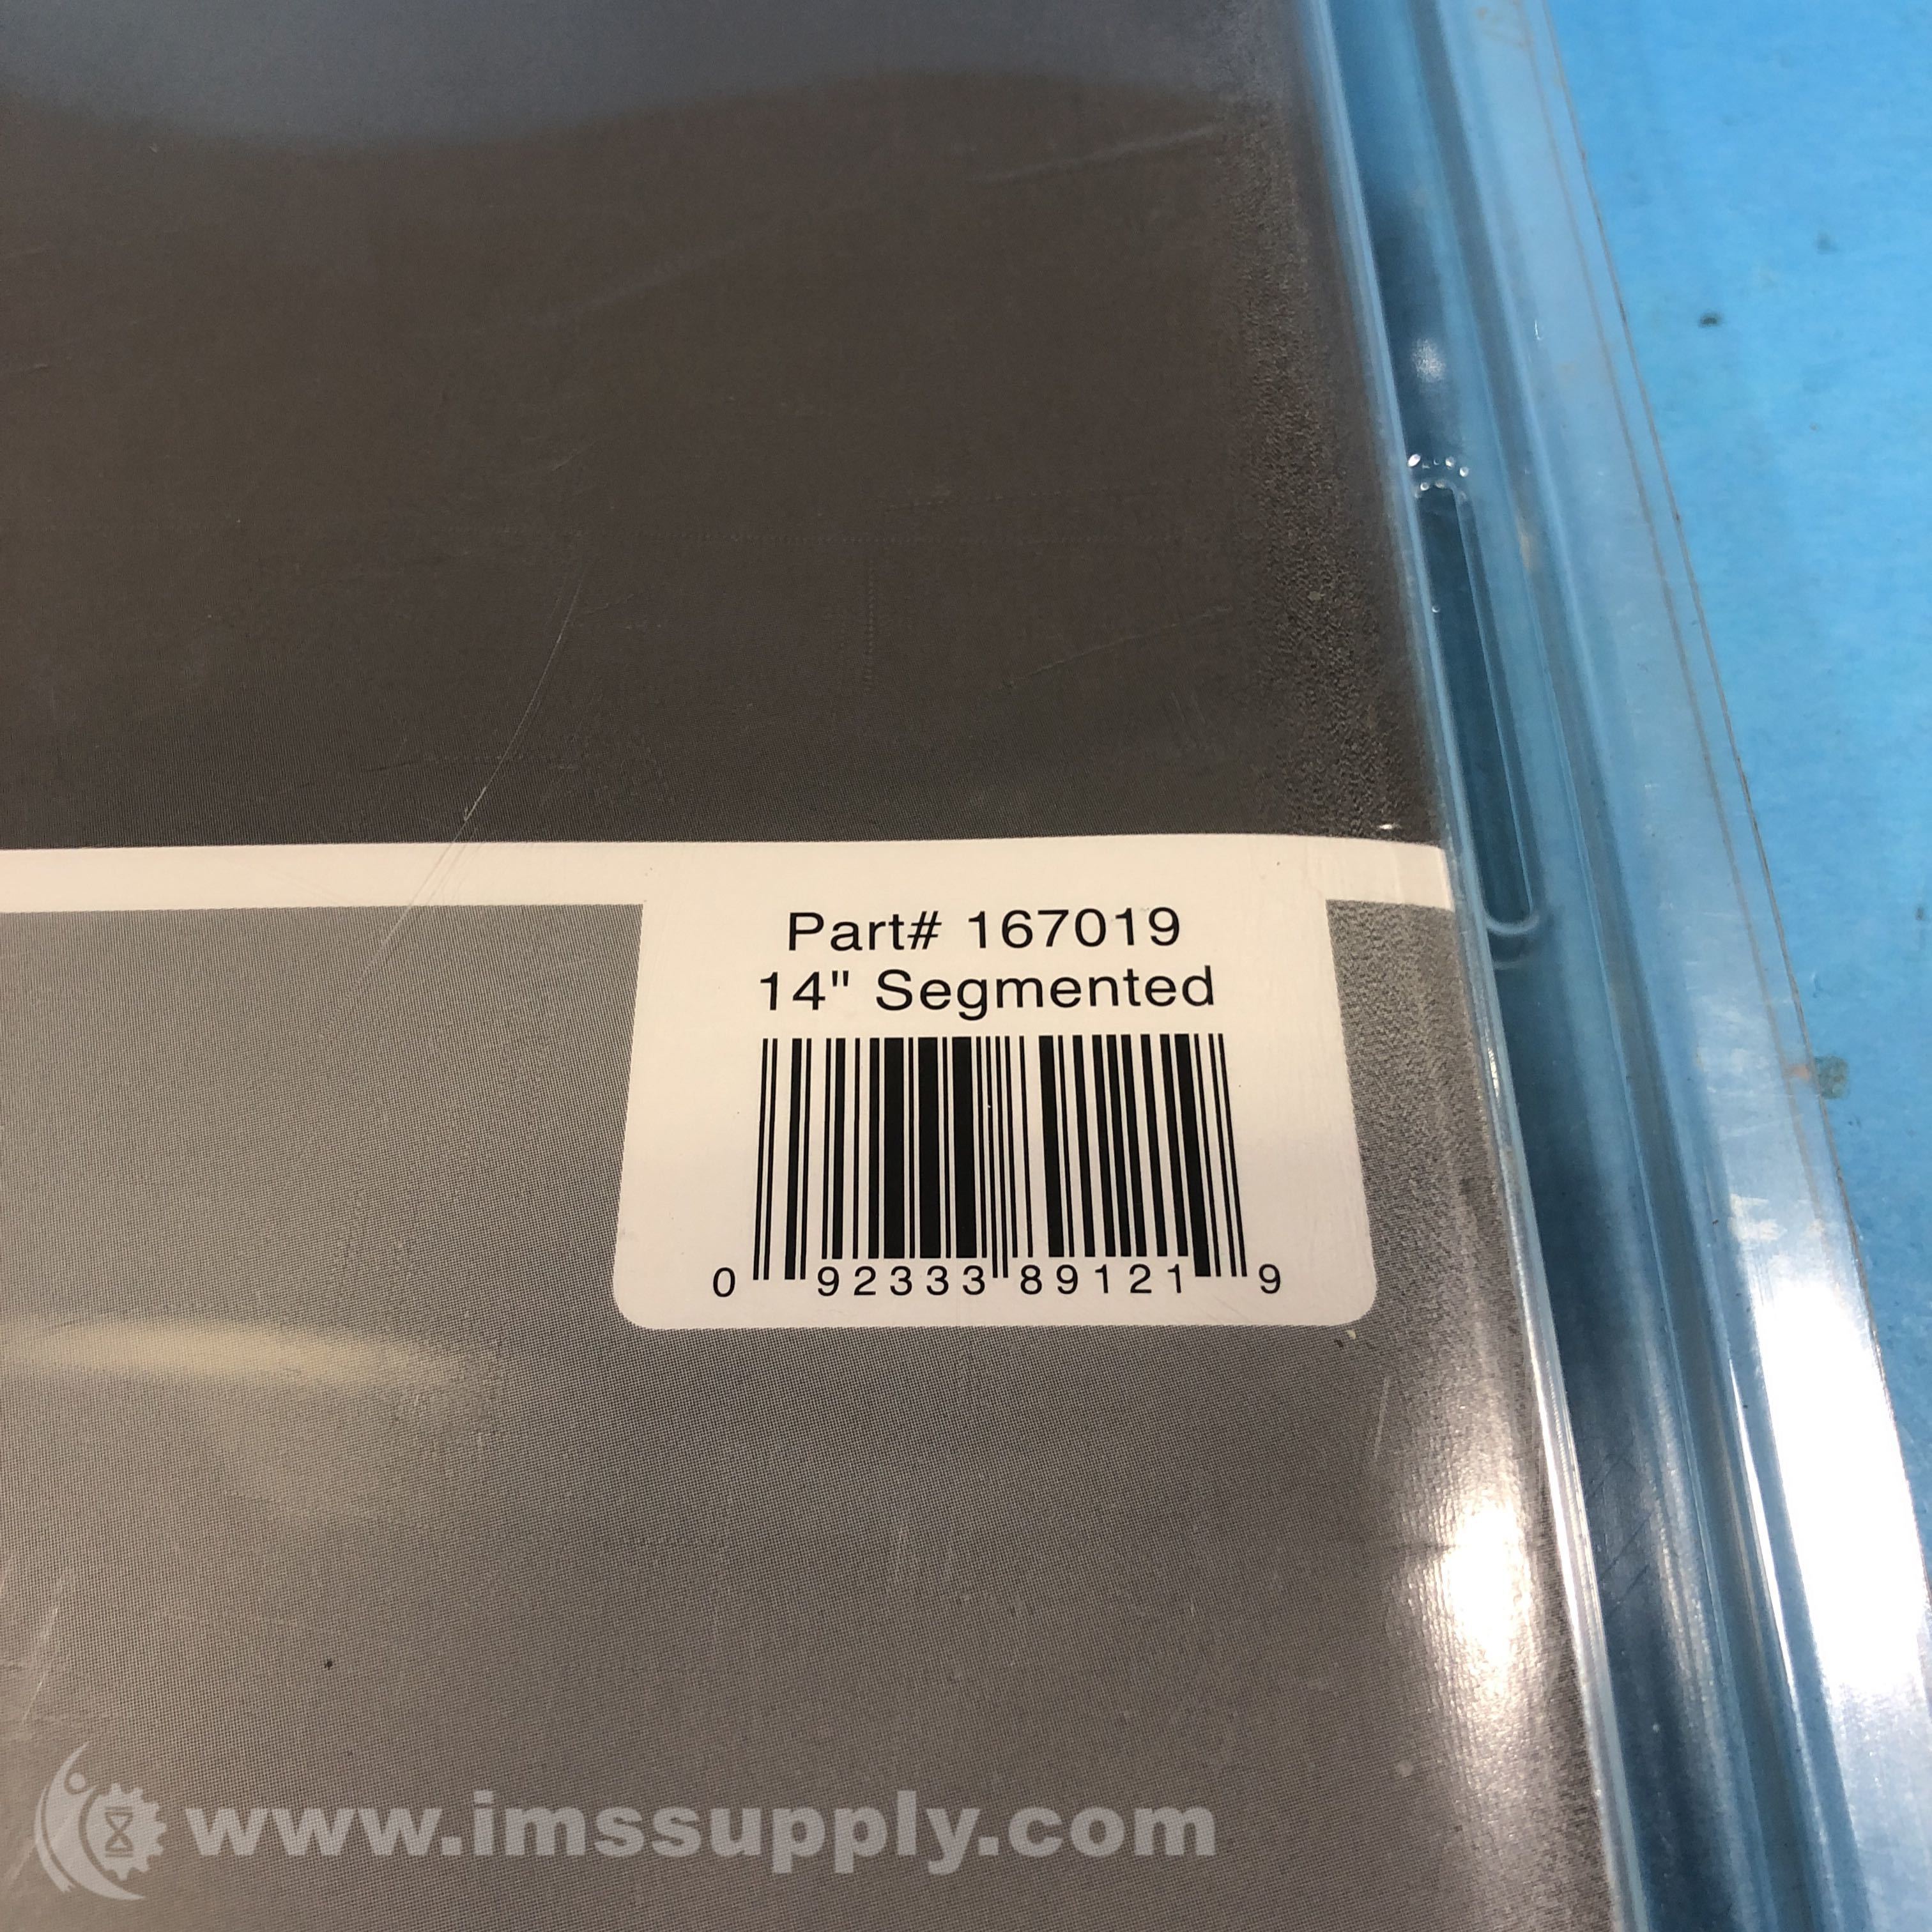 Part# 167019
14" Segmented
0 92333 89121 9
www.imssupply.com